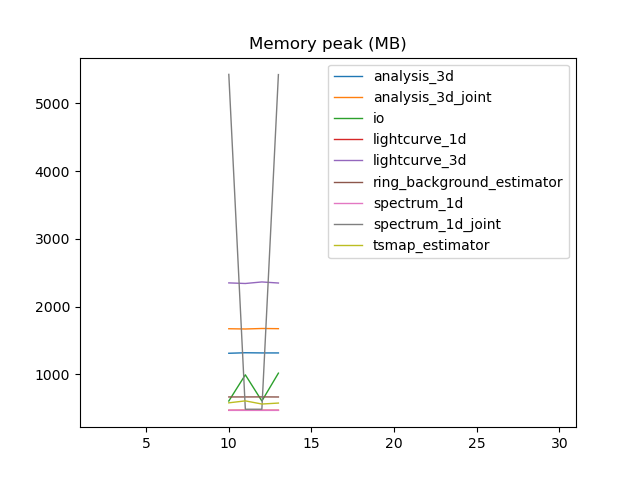 Memory peak (MB)
5000
4000
3000
2000
1000
5 10 15 20 25 30
analysis_3d
analysis_3d_joint
io
lightcurve_1d
lightcurve_3d
ring_background_estimator
spectrum_1d
spectrum_1d_joint
tsmap_estimator